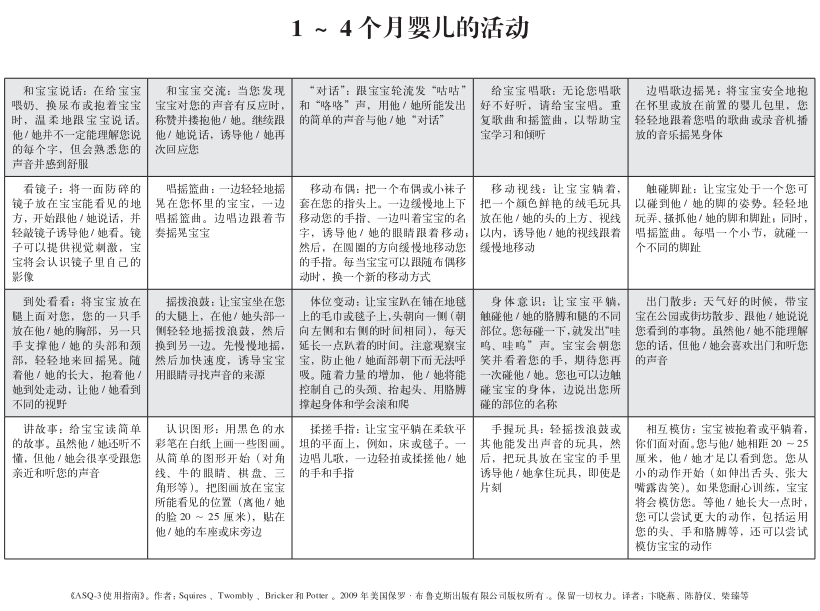 1 ~ 4 个月婴儿的活动
和宝宝说话：在给宝宝
喂奶、换尿布或抱着宝宝
时，温柔地跟宝宝说话。
他 / 她并不一定能理解您说
的每个字，但会熟悉您的
声音并感到舒服
和宝宝交流：当您发现
宝宝对您的声音有反应时，
称赞并搂抱他 / 她。继续跟
他 / 她说话，诱导他 / 她再
次回应您
“对话”：跟宝宝轮流发“咕咕”
和“咯咯”声，用他 / 她所能发出
的简单的声音与他 / 她“对话”
给宝宝唱歌：无论您唱歌
好不好听，请给宝宝唱。重
复歌曲和摇篮曲，以帮助宝
宝学习和倾听
边唱歌边摇晃：将宝宝安全地抱
在怀里或放在前置的婴儿包里，您
轻轻地跟着您唱的歌曲或录音机播
放的音乐摇晃身体
看镜子：将一面防碎的
镜子放在宝宝能看见的地
方，开始跟他 / 她说话，并
轻敲镜子诱导他 / 她看。镜
子可以提供视觉刺激，宝
宝将会认识镜子里自己的
影像
唱摇篮曲：一边轻轻地摇
晃在您怀里的宝宝，一边
唱摇篮曲。边唱边跟着节
奏摇晃宝宝
移动布偶：把一个布偶或小袜子
套在您的指头上。一边缓慢地上下
移动您的手指、一边叫着宝宝的名
字，诱导他 / 她的眼睛跟着移动；
然后，在圆圈的方向缓慢地移动您
的手指。每当宝宝可以跟随布偶移
动时，换一个新的移动方式
移动视线：让宝宝躺着，
把一个颜色鲜艳的绒毛玩具
放在他 / 她的头的上方、视线
以内，诱导他 / 她的视线跟着
缓慢地移动
触碰脚趾：让宝宝处于一个您可
以碰到他 / 她的脚的姿势。轻轻地
玩弄、搔抓他 / 她的脚和脚趾；同时，
唱摇篮曲。每唱一个小节，就碰一
个不同的脚趾
到处看看：将宝宝放在
腿上面对您，您的一只手
放在他 / 她的胸部，另一只
手支撑他 / 她的头部和颈
部，轻轻地来回摇晃。随
着他 / 她的长大，抱着他 /
她到处走动，让他 / 她看到
不同的视野
摇拨浪鼓：让宝宝坐在您
的大腿上，在他 / 她头部一
侧轻轻地摇拨浪鼓，然后
换到另一边。先慢慢地摇，
然后加快速度，诱导宝宝
用眼睛寻找声音的来源
体位变动：让宝宝趴在铺在地毯
上的毛巾或毯子上，头朝向一侧（朝
向左侧和右侧的时间相同），每天
延长一点趴着的时间。注意观察宝
宝，防止他 / 她面部朝下而无法呼
吸。随着力量的增加，他 / 她将能
控制自己的头颈、抬起头、用胳膊
撑起身体和学会滚和爬
身体意识：让宝宝平躺，
触碰他 / 她的胳膊和腿的不同
部位。您每碰一下，就发出“哇
呜、哇呜”声。宝宝会朝您
笑并看着您的手，期待您再
一次碰他 / 她。您也可以边触
碰宝宝的身体，边说出您所
碰的部位的名称
出门散步：天气好的时候，带宝
宝在公园或街坊散步、跟他 / 她说说
您看到的事物。虽然他 / 她不能理解
您的话，但他 / 她会喜欢出门和听您
的声音
讲故事：给宝宝读简单
的故事。虽然他 / 她还听不
懂，但他 / 她会很享受跟您
亲近和听您的声音
认识图形：用黑色的水
彩笔在白纸上画一些图画。
从简单的图形开始（对角
线、牛的眼睛、棋盘、三
角形等）。把图画放在宝宝
所能看见的位置（离他 / 她
的脸 20 ~ 25 厘米），贴在
他 / 她的车座或床旁边
揉搓手指：让宝宝平躺在柔软平
坦的平面上，例如，床或毯子。一
边唱儿歌，一边轻拍或揉搓他 / 她
的手和手指
手握玩具：轻摇拨浪鼓或
其他能发出声音的玩具，然
后，把玩具放在宝宝的手里
诱导他 / 她拿住玩具，即使是
片刻
相互模仿：宝宝被抱着或平躺着，
你们面对面。您与他 / 她相距 20 ~ 25
厘米，他 / 她才足以看到您。您从
小的动作开始（如伸出舌头、张大
嘴露齿笑）。如果您耐心训练，宝宝
将会模仿您。等他 / 她长大一点时，
您可以尝试更大的动作，包括运用
您的头、手和胳膊等，还可以尝试
模仿宝宝的动作
《ASQ-3 使用指南》。作者：Squires 、Twombly 、Bricker 和 Potter 。2009 年美国保罗·布鲁克斯出版有限公司版权所有 。保留一切权力。译者：卞晓燕、陈静仪、柴臻等